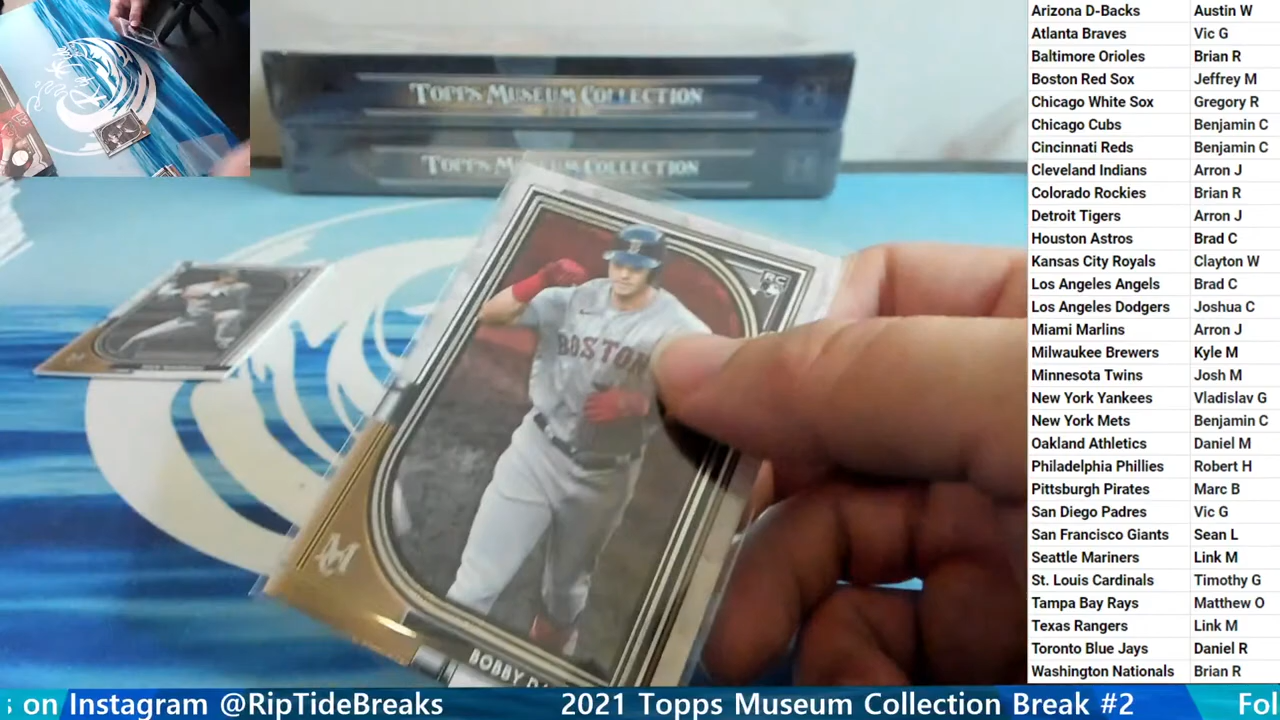 TOPPS MUSEUM COLLECTION
2021
TOPPS MUSEUM COLLECTION
RC
BOSTON
M
BOBBY
Arizona D-Backs Austin W
Atlanta Braves Vic G
Baltimore Orioles Brian R
Boston Red Sox Jeffrey M
Chicago White Sox Gregory R
Chicago Cubs Benjamin C
Cincinnati Reds Benjamin C
Cleveland Indians Arron J
Colorado Rockies Brian R
Detroit Tigers Arron J
Houston Astros Brad C
Kansas City Royals Clayton W
Los Angeles Angels Brad C
Los Angeles Dodgers Joshua C
Miami Marlins Arron J
Milwaukee Brewers Kyle M
Minnesota Twins Josh M
New York Yankees Vladislav G
New York Mets Benjamin C
Oakland Athletics Daniel M
Philadelphia Phillies Robert H
Pittsburgh Pirates Marc B
San Diego Padres Vic G
San Francisco Giants Sean L
Seattle Mariners Link M
St. Louis Cardinals Timothy G
Tampa Bay Rays Matthew O
Texas Rangers Link M
Toronto Blue Jays Daniel R
Washington Nationals Brian R
s on Instagram @RipTideBreaks 2021 Topps Museum Collection Break #2 Fol